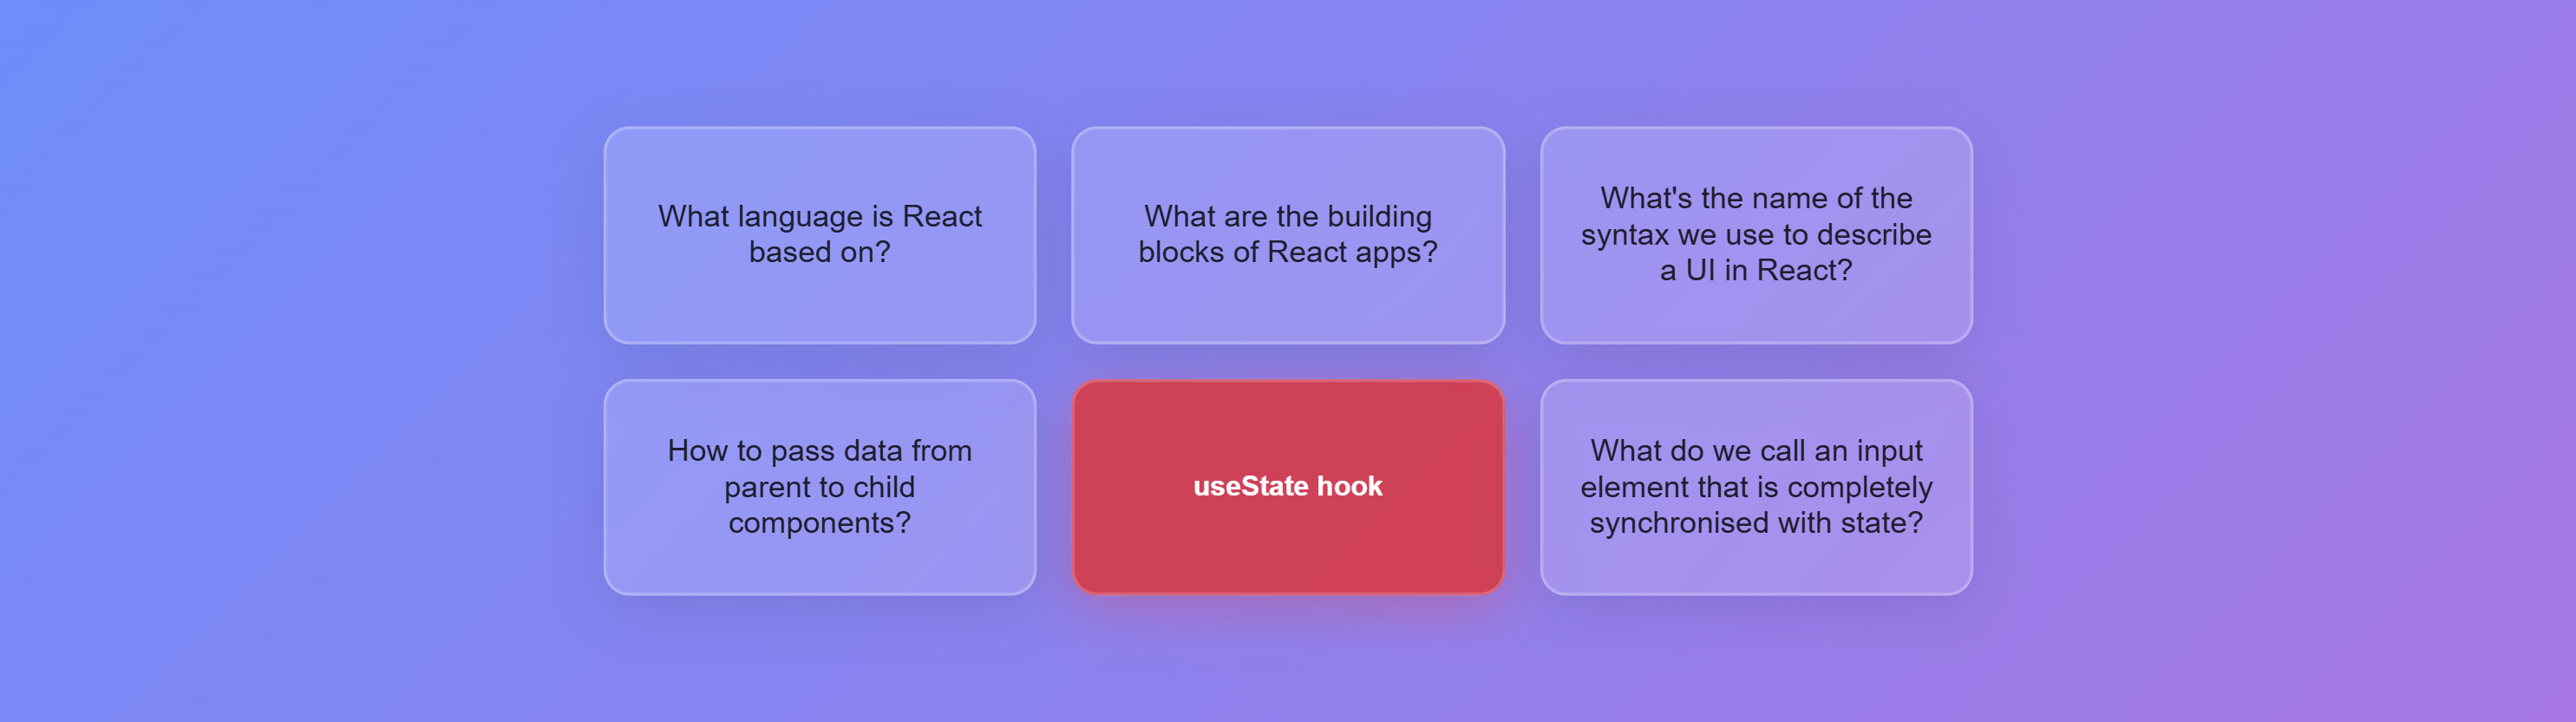 What language is React
based on?
What are the building
blocks of React apps?
What's the name of the
syntax we use to describe
a UI in React?
How to pass data from
parent to child
components?
useState hook
What do we call an input
element that is completely
synchronised with state?